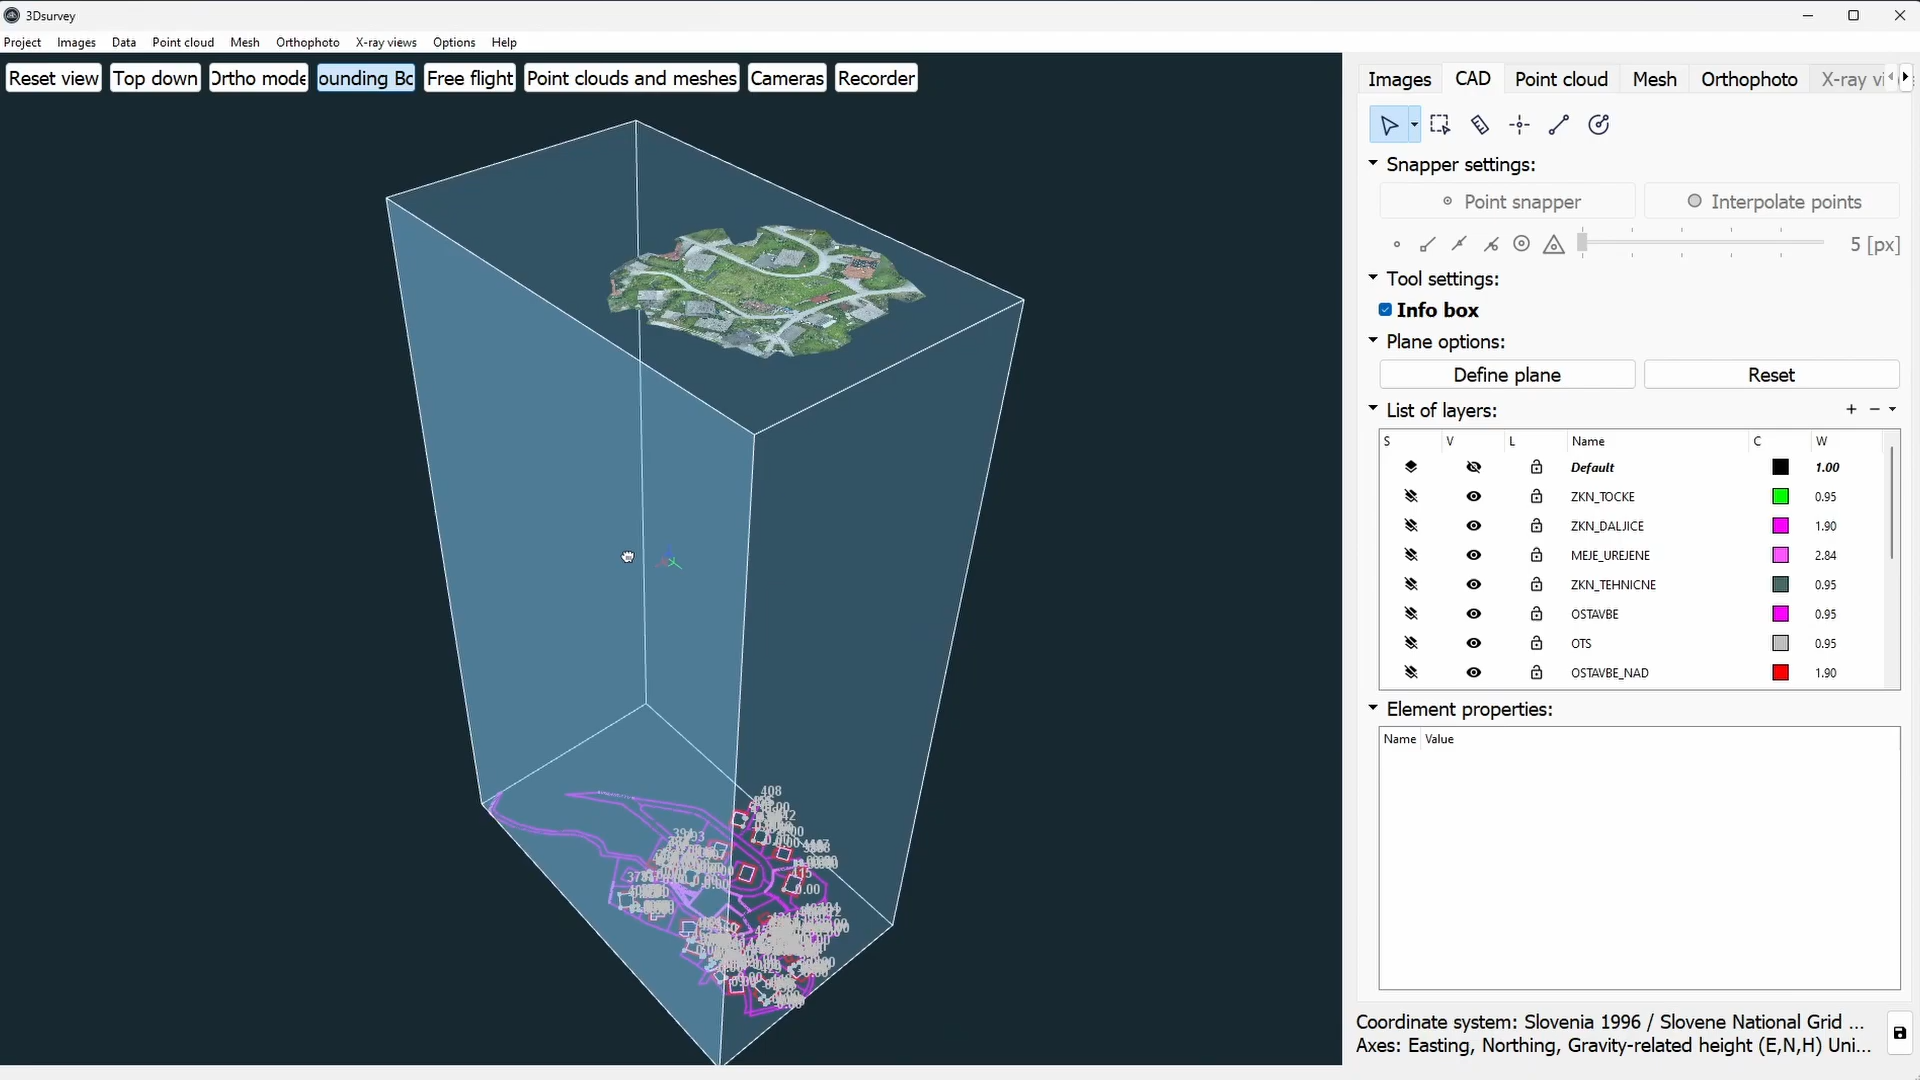 3Dsurvey
Project Images Data Point cloud Mesh Orthophoto X-ray views Options Help
Reset view Top down Ortho mode ounding Bo Free flight Point clouds and meshes Cameras Recorder
Images CAD Point cloud Mesh Orthophoto X-ray vi
Snapper settings:
Point snapper Interpolate points
5 [px]
Tool settings:
Info box
Plane options:
Define plane Reset
List of layers:
S V L Name C W
Default 1.00
ZKN_TOCKE 0.95
ZKN_DALJICE 1.90
MEJE_UREJENE 2.84
ZKN_TEHNICNE 0.95
OSTAVBE 0.95
OTS 0.95
OSTAVBE_NAD 1.90
Element properties:
Name Value
408
0.00
Coordinate system: Slovenia 1996 / Slovene National Grid ...
Axes: Easting, Northing, Gravity-related height (E,N,H) Uni...